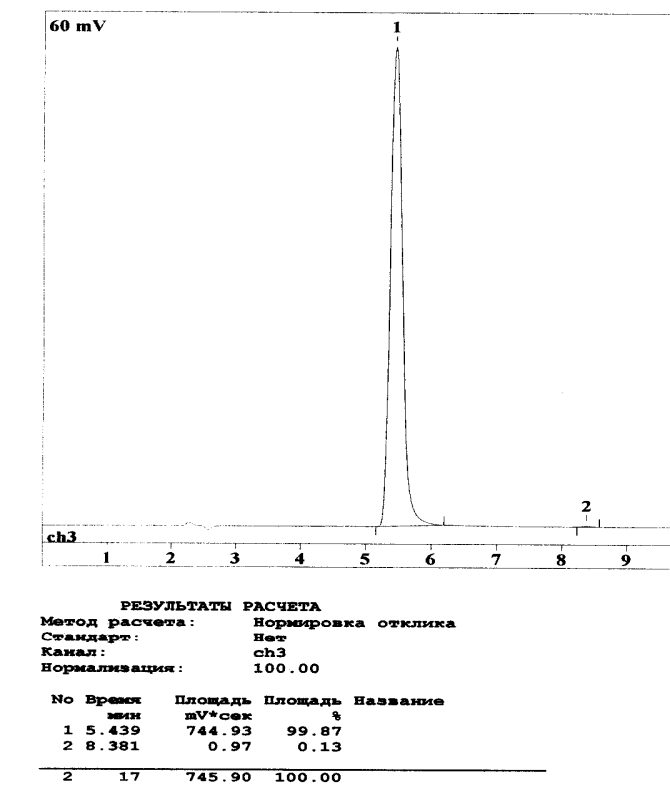 60 mV
1
2
ch3
1 2 3 4 5 6 7 8 9
РЕЗУЛЬТАТЫ РАСЧЕТА
Метод расчета: Нормировка отклика
Стандарт: Нет
Канал: ch3
Нормализация: 100.00
No Время Площадь Площадь Название
мин mV*сек %
1 5.439 744.93 99.87
2 8.381 0.97 0.13
2 17 745.90 100.00